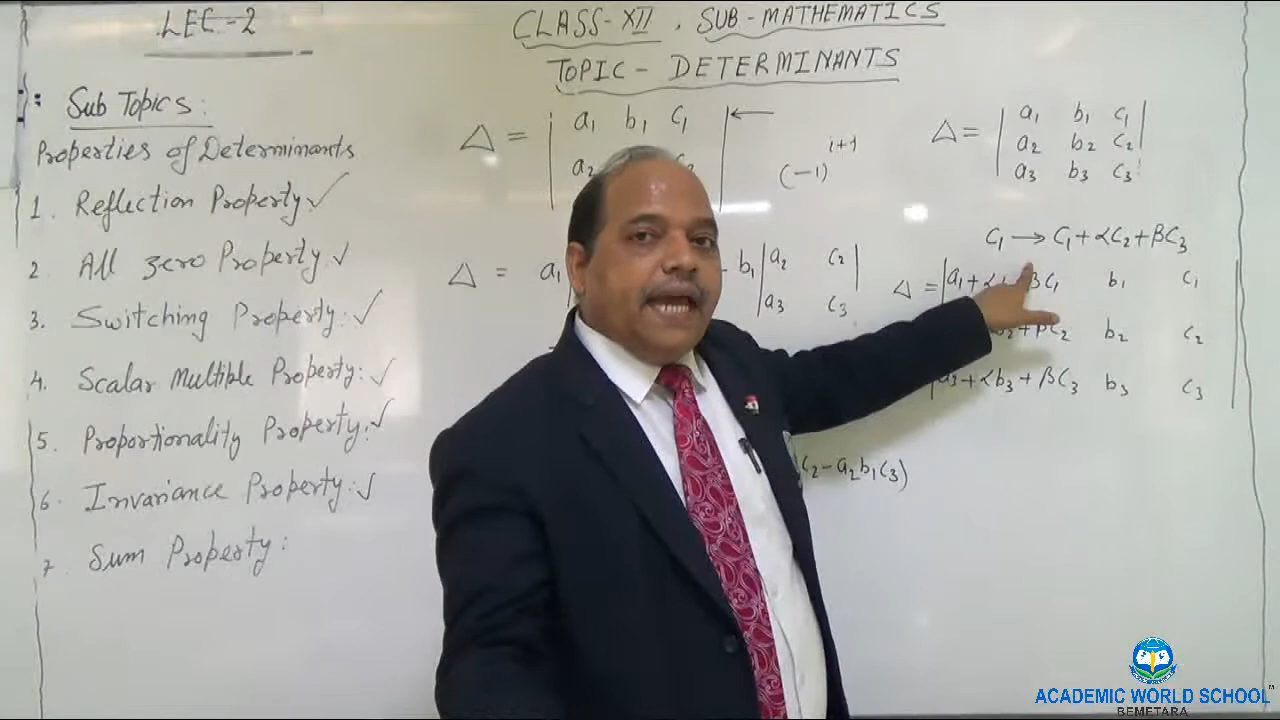 LEC-2
CLASS-XII, SUB-MATHEMATICS
TOPIC-DETERMINANTS
Sub Topics:
Properties of Determinants
1. Reflection Property ✓
2. All zero Property ✓
3. Switching Property: ✓
4. Scalar Multiple Property: ✓
5. Proportionality Property: ✓
6. Invariance Property: ✓
7. Sum Property:
Δ = | a₁ b₁ c₁ | ←
a₂ c₂
(-1)^{i+1}
Δ = a₁ | - b₁ | a₂ c₂ |
a₃ c₃
c₂ - a₂b₁c₃)
Δ = | a₁ b₁ c₁ |
a₂ b₂ c₂
a₃ b₃ c₃
C₁ → C₁ + αC₂ + βC₃
Δ = | a₁ + α βc₁ b₁ c₁ |
b₂ + βc₂ b₂ c₂
a₃ + αb₃ + βc₃ b₃ c₃
ACADEMIC WORLD SCHOOL™
BEMETARA